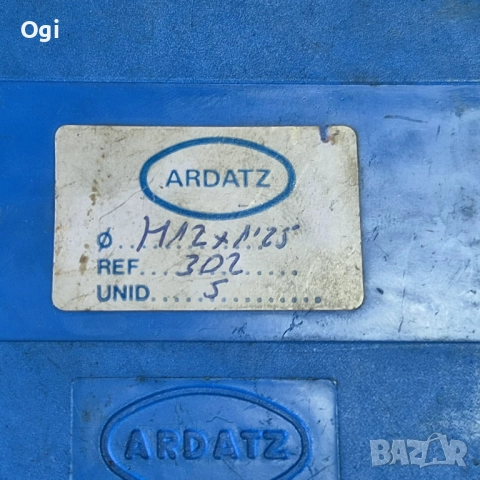 Ogi
ARDATZ
Ø..M12x1'25
REF...302.....
UNID....5..........
ARDATZ
BAZAR